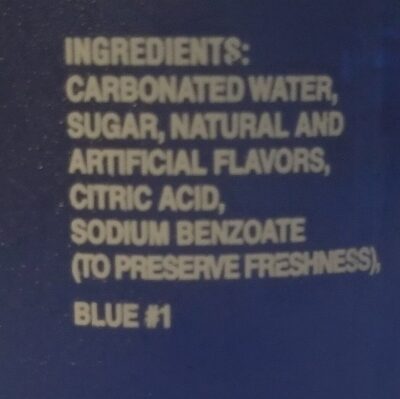 INGREDIENTS:
CARBONATED WATER,
SUGAR, NATURAL AND
ARTIFICIAL FLAVORS,
CITRIC ACID,
SODIUM BENZOATE
(TO PRESERVE FRESHNESS),
BLUE #1